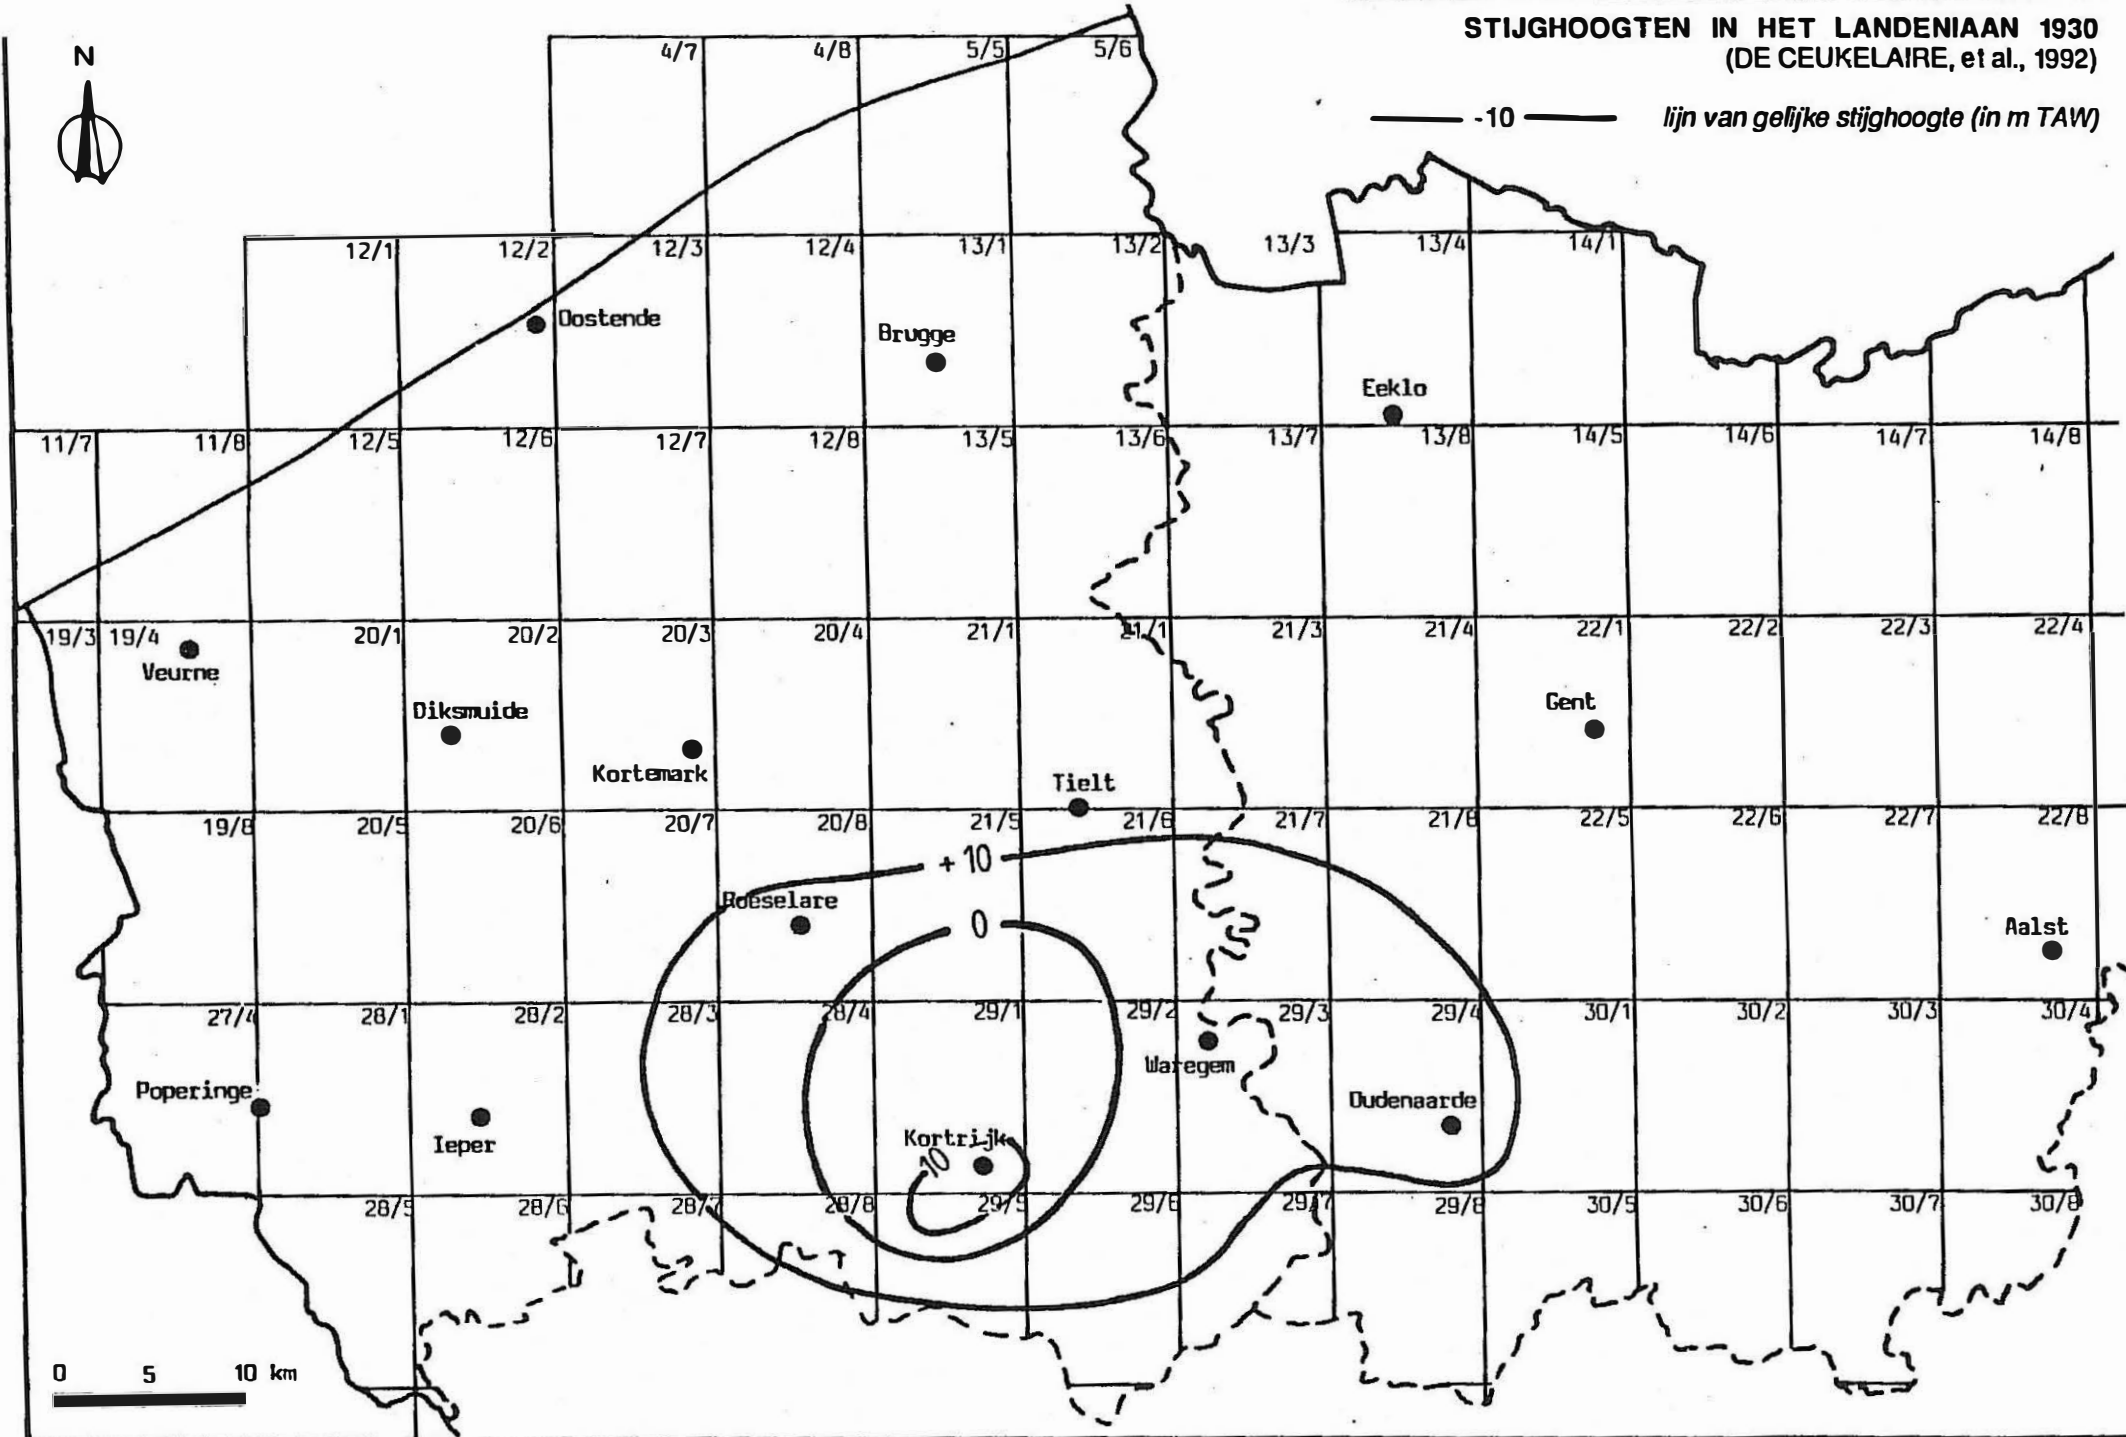 STIJGHOOGTEN IN HET LANDENIAAN 1930
(DE CEUKELAIRE, et al., 1992)
-10 lijn van gelijke stijghoogte (in m TAW)
N
4/7 4/8 5/5 5/6
12/1 12/2 12/3 12/4 13/1 13/2 13/3 13/4 14/1
Oostende
Brugge
Eeklo
11/7 11/8 12/5 12/6 12/7 12/8 13/5 13/6 13/7 13/8 14/5 14/6 14/7 14/8
19/3 19/4 20/1 20/2 20/3 20/4 21/1 21/1 21/3 21/4 22/1 22/2 22/3 22/4
Veurne
Diksmuide
Gent
Kortemark
Tielt
19/8 20/5 20/6 20/7 20/8 21/5 21/6 21/7 21/8 22/5 22/6 22/7 22/8
+10
Roeselare
0
Aalst
27/4 28/1 28/2 28/3 28/4 29/1 29/2 29/3 29/4 30/1 30/2 30/3 30/4
Waregem
Poperinge
Oudenaarde
Ieper
Kortrijk
10
28/5 28/6 28/7 28/8 29/5 29/6 29/7 29/8 30/5 30/6 30/7 30/8
0 5 10 km